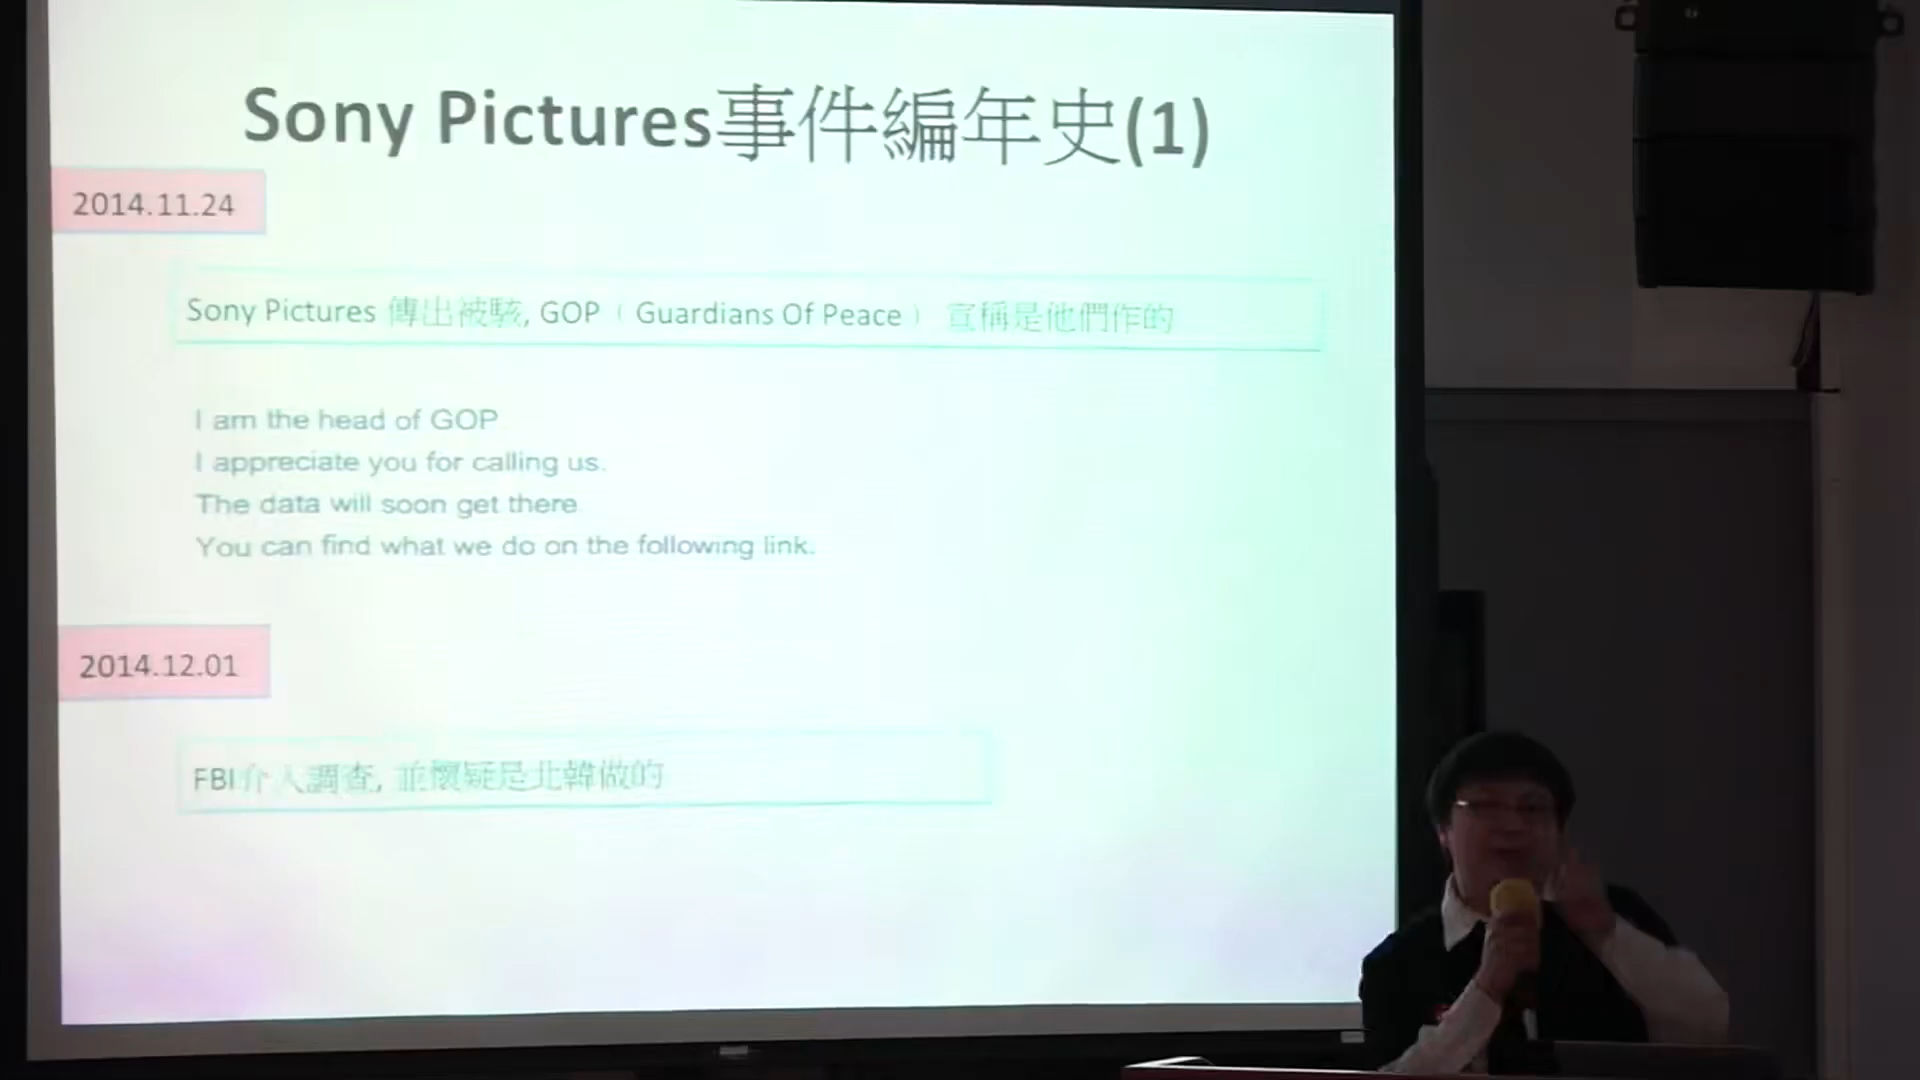 Sony Pictures事件編年史(1)
2014.11.24
Sony Pictures 傳出被駭, GOP（Guardians Of Peace） 宣稱是他們作的
I am the head of GOP
I appreciate you for calling us.
The data will soon get there
You can find what we do on the following link.
2014.12.01
FBI介入調查, 並懷疑是北韓做的